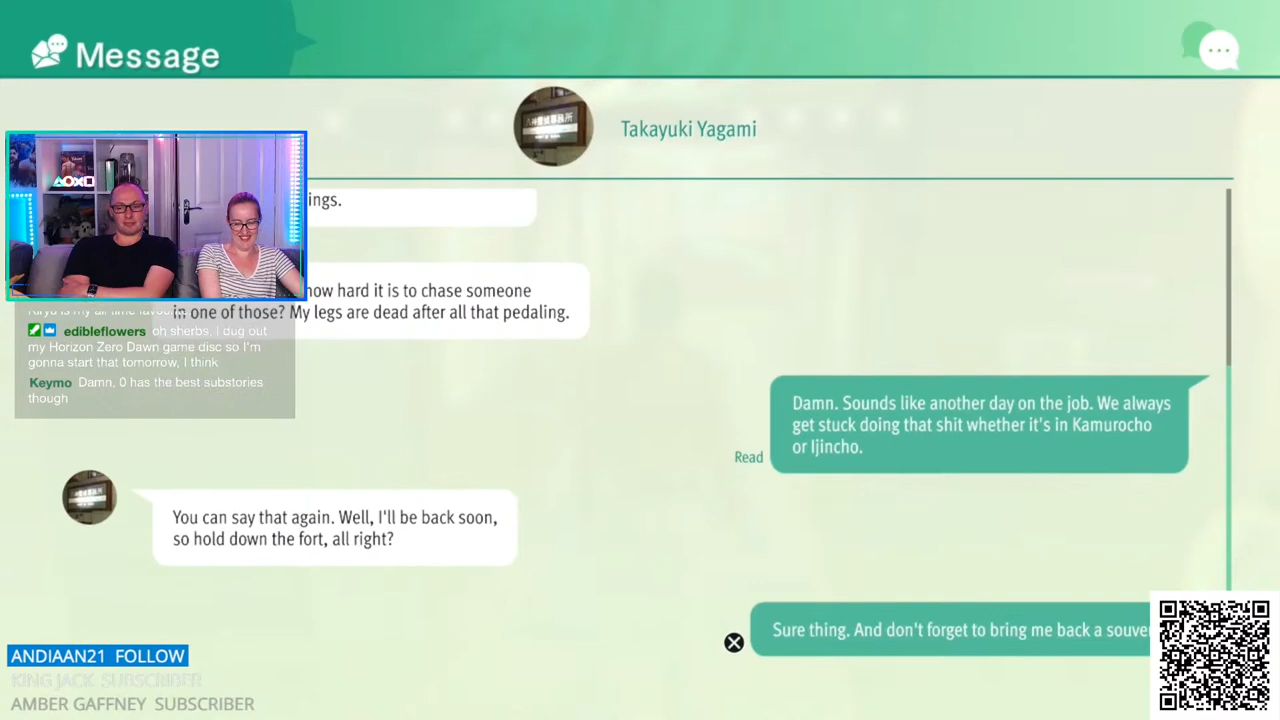 Message
Takayuki Yagami
ings.
how hard it is to chase someone
in one of those? My legs are dead after all that pedaling.
edibleflowers oh sherbs, I dug out
my Horizon Zero Dawn game disc so I'm
gonna start that tomorrow, I think
Keymo Damn, 0 has the best substories
though
Damn. Sounds like another day on the job. We always
get stuck doing that shit whether it's in Kamurocho
or Ijincho.
Read
You can say that again. Well, I'll be back soon,
so hold down the fort, all right?
Sure thing. And don't forget to bring me back a souve
ANDIAAN21 FOLLOW
KING JACK SUBSCRIBER
AMBER GAFFNEY SUBSCRIBER